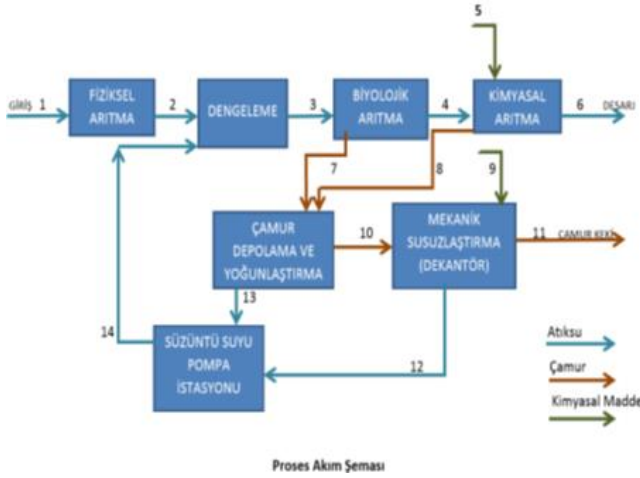 5
GİRİŞ 1
FİZİKSEL
ARITMA
2
DENGELEME
3
BİYOLOJİK
ARITMA
4
KİMYASAL
ARITMA
6 DEŞARJ
7
8
9
ÇAMUR
DEPOLAMA VE
YOĞUNLAŞTIRMA
10
MEKANİK
SUSUZLAŞTIRMA
(DEKANTÖR)
11 ÇAMUR KEKİ
13
14
SÜZÜNTÜ SUYU
POMPA
İSTASYONU
12
Atıksu
Çamur
Kimyasal Madde
Proses Akım Şeması